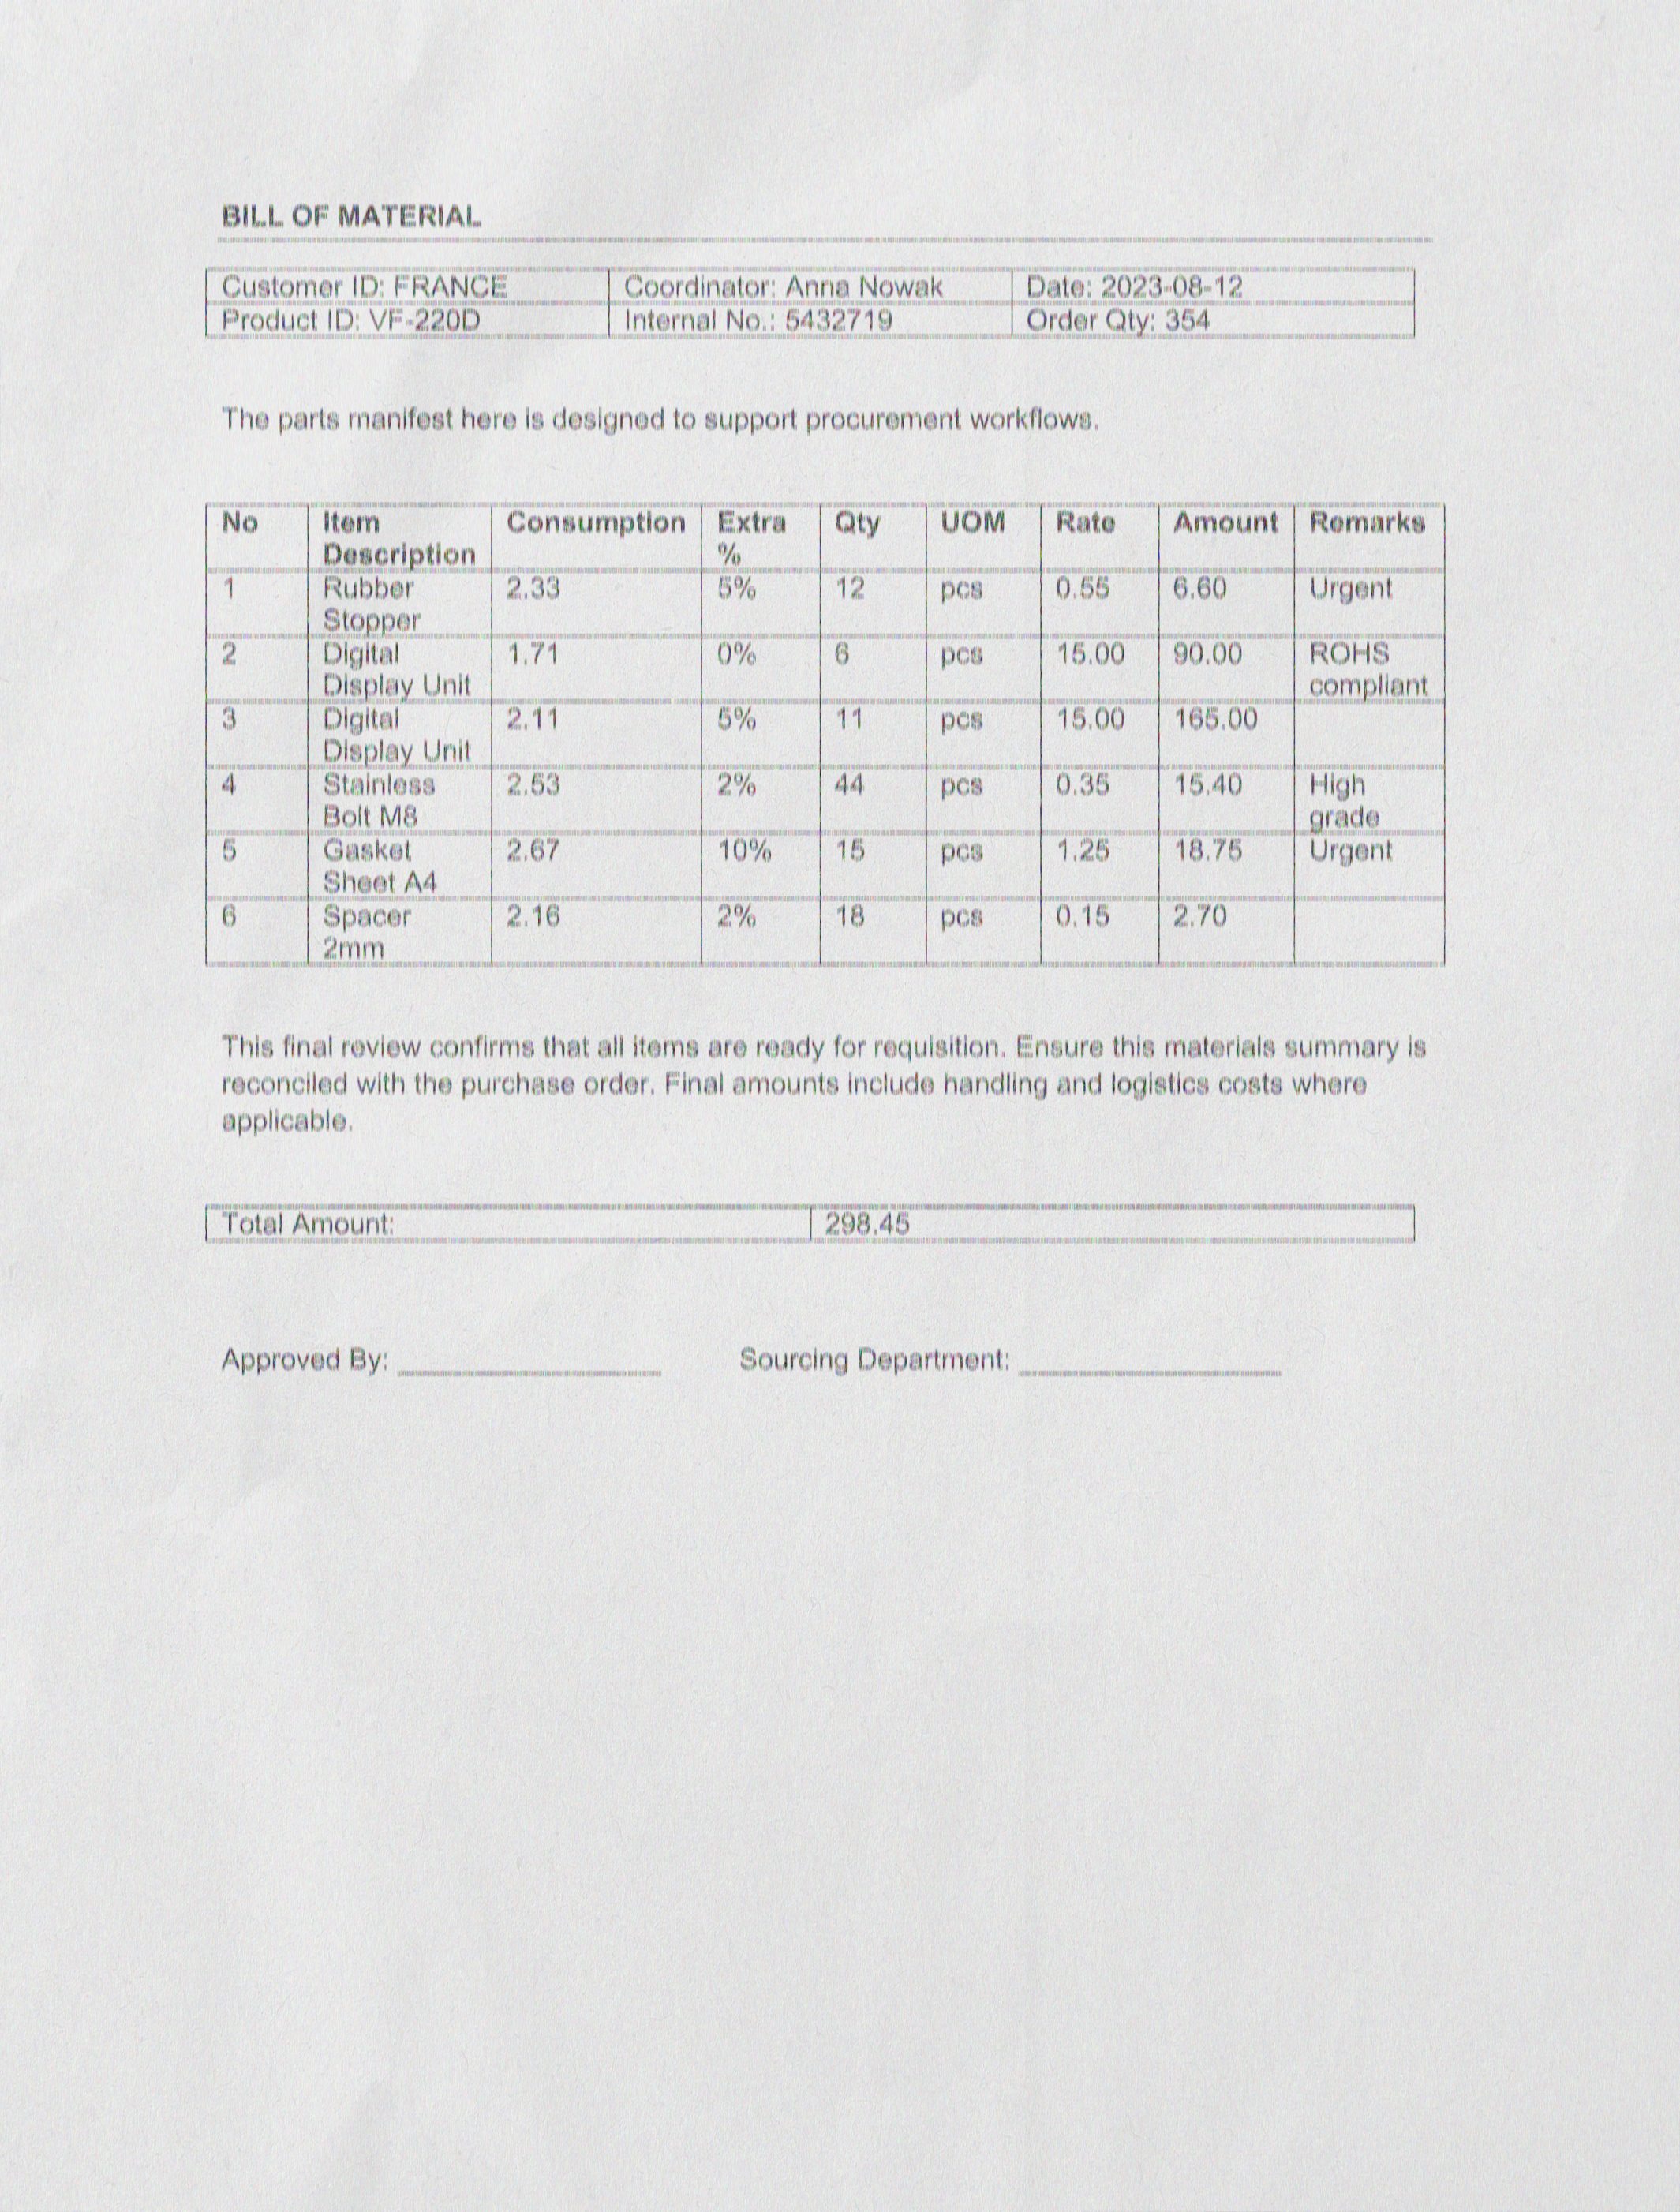 BILL OF MATERIAL
Customer ID: FRANCE Coordinator: Anna Nowak Date: 2023-08-12
Product ID: VF-220D Internal No.: 5432719 Order Qty: 354
The parts manifest here is designed to support procurement workflows.
No Item Consumption Extra Qty UOM Rate Amount Remarks
Description %
1 Rubber 2.33 5% 12 pcs 0.55 6.60 Urgent
Stopper
2 Digital 1.71 0% 6 pcs 15.00 90.00 ROHS
Display Unit compliant
3 Digital 2.11 5% 11 pcs 15.00 165.00
Display Unit
4 Stainless 2.53 2% 44 pcs 0.35 15.40 High
Bolt M8 grade
5 Gasket 2.67 10% 15 pcs 1.25 18.75 Urgent
Sheet A4
6 Spacer 2.16 2% 18 pcs 0.15 2.70
2mm
This final review confirms that all items are ready for requisition. Ensure this materials summary is
reconciled with the purchase order. Final amounts include handling and logistics costs where
applicable.
Total Amount: 298.45
Approved By: ____________________ Sourcing Department: ____________________